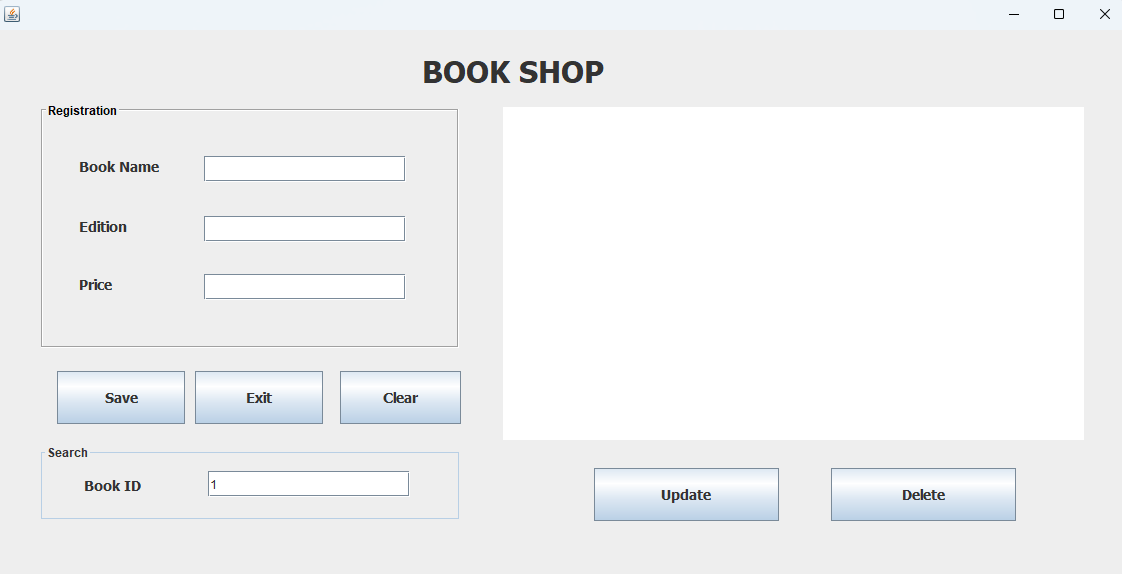 BOOK SHOP
Registration
Book Name
Edition
Price
Save Exit Clear
Search
Book ID 1
Update Delete